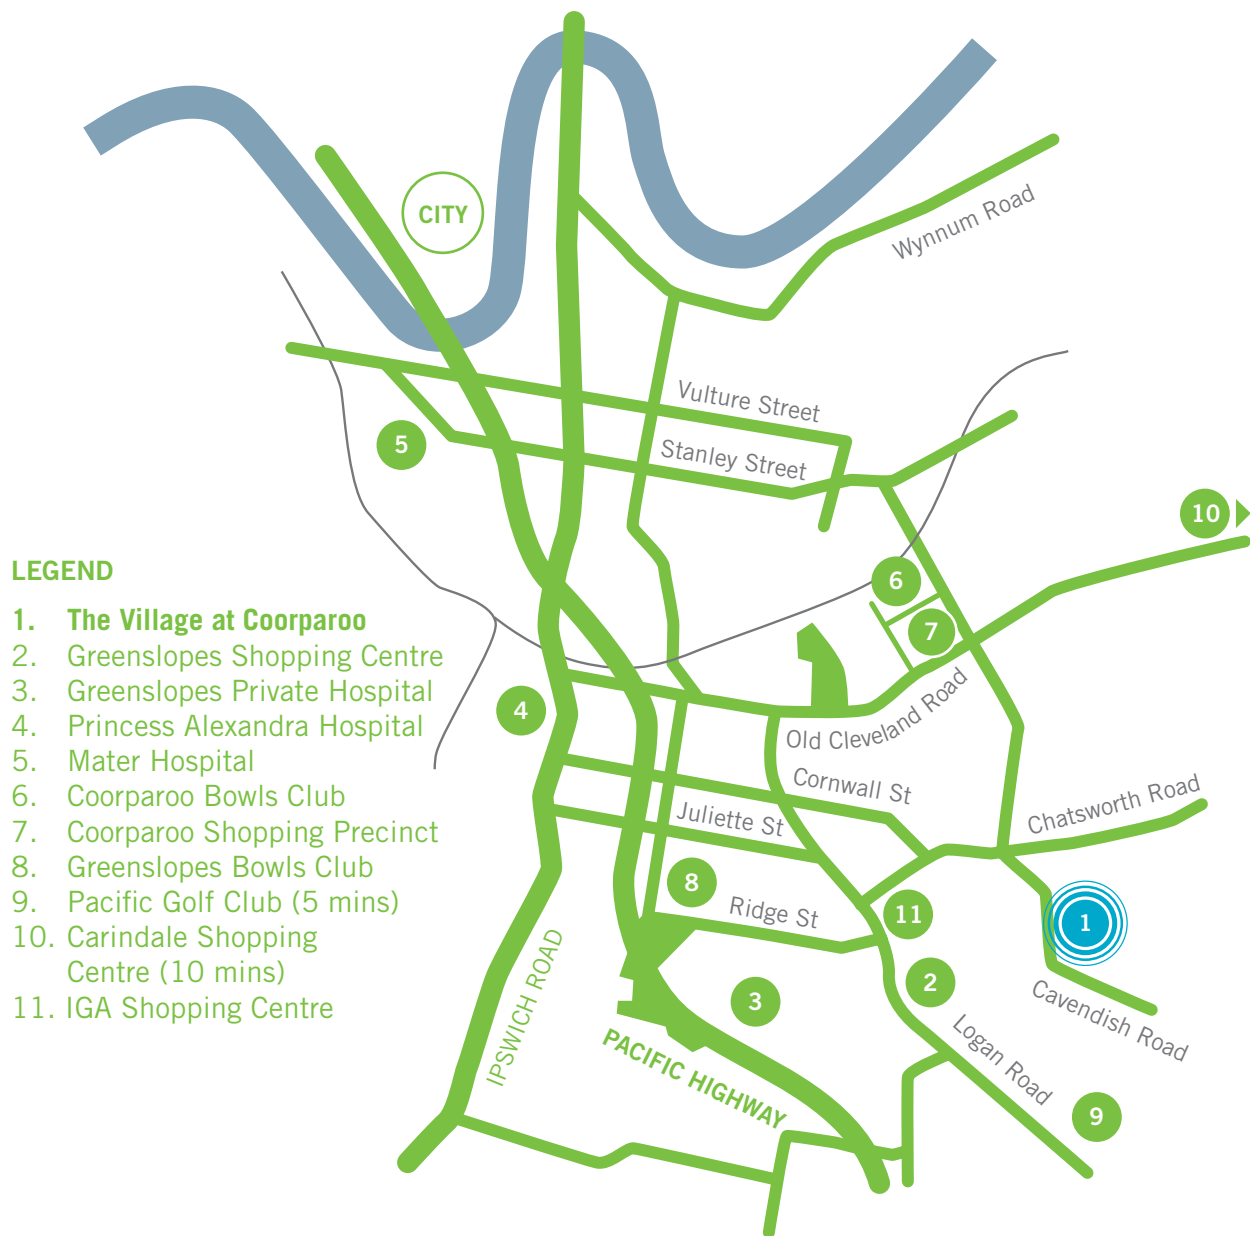 CITY
Wynnum Road
Vulture Street
Stanley Street
5
10
6
7
LEGEND
1. The Village at Coorparoo
2. Greenslopes Shopping Centre
3. Greenslopes Private Hospital
4. Princess Alexandra Hospital
5. Mater Hospital
6. Coorparoo Bowls Club
7. Coorparoo Shopping Precinct
8. Greenslopes Bowls Club
9. Pacific Golf Club (5 mins)
10. Carindale Shopping
Centre (10 mins)
11. IGA Shopping Centre
4
Old Cleveland Road
Cornwall St
Chatsworth Road
Juliette St
8
Ridge St
11
1
IPSWICH ROAD
3
2
Cavendish Road
PACIFIC HIGHWAY
Logan Road
9